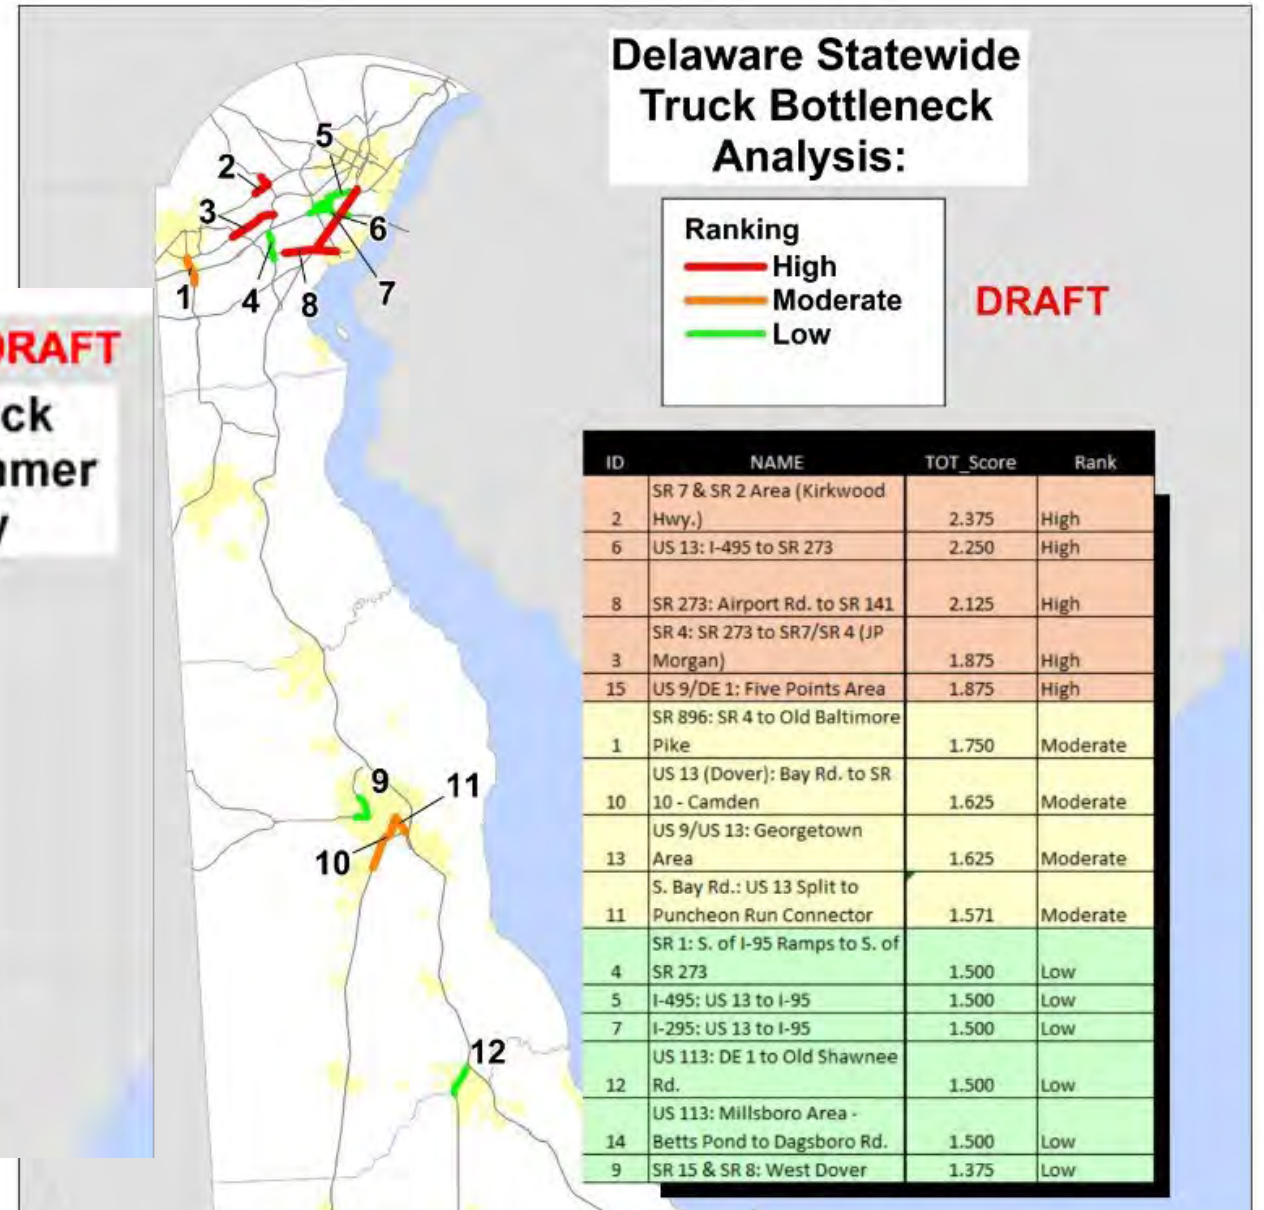 Delaware Statewide
Truck Bottleneck
Analysis:
Ranking
High
Moderate
Low
DRAFT
DRAFT
ck
mmer
y
5
2
3
6
1
4
8
7
9
11
10
12
ID NAME TOT_Score Rank
SR 7 & SR 2 Area (Kirkwood
2 Hwy.) 2.375 High
6 US 13: I-495 to SR 273 2.250 High
8 SR 273: Airport Rd. to SR 141 2.125 High
SR 4: SR 273 to SR7/SR 4 (JP
3 Morgan) 1.875 High
15 US 9/DE 1: Five Points Area 1.875 High
SR 896: SR 4 to Old Baltimore
1 Pike 1.750 Moderate
US 13 (Dover): Bay Rd. to SR
10 10 - Camden 1.625 Moderate
US 9/US 13: Georgetown
13 Area 1.625 Moderate
S. Bay Rd.: US 13 Split to
11 Puncheon Run Connector 1.571 Moderate
SR 1: S. of I-95 Ramps to S. of
4 SR 273 1.500 Low
5 I-495: US 13 to I-95 1.500 Low
7 I-295: US 13 to I-95 1.500 Low
US 113: DE 1 to Old Shawnee
12 Rd. 1.500 Low
US 113: Millsboro Area -
14 Betts Pond to Dagsboro Rd. 1.500 Low
9 SR 15 & SR 8: West Dover 1.375 Low